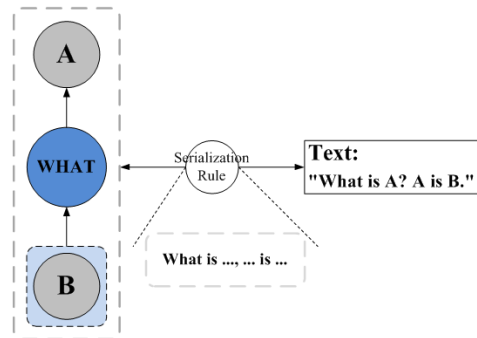 A
WHAT
B
Serialization
Rule
What is ..., ... is ...
Text:
"What is A? A is B."